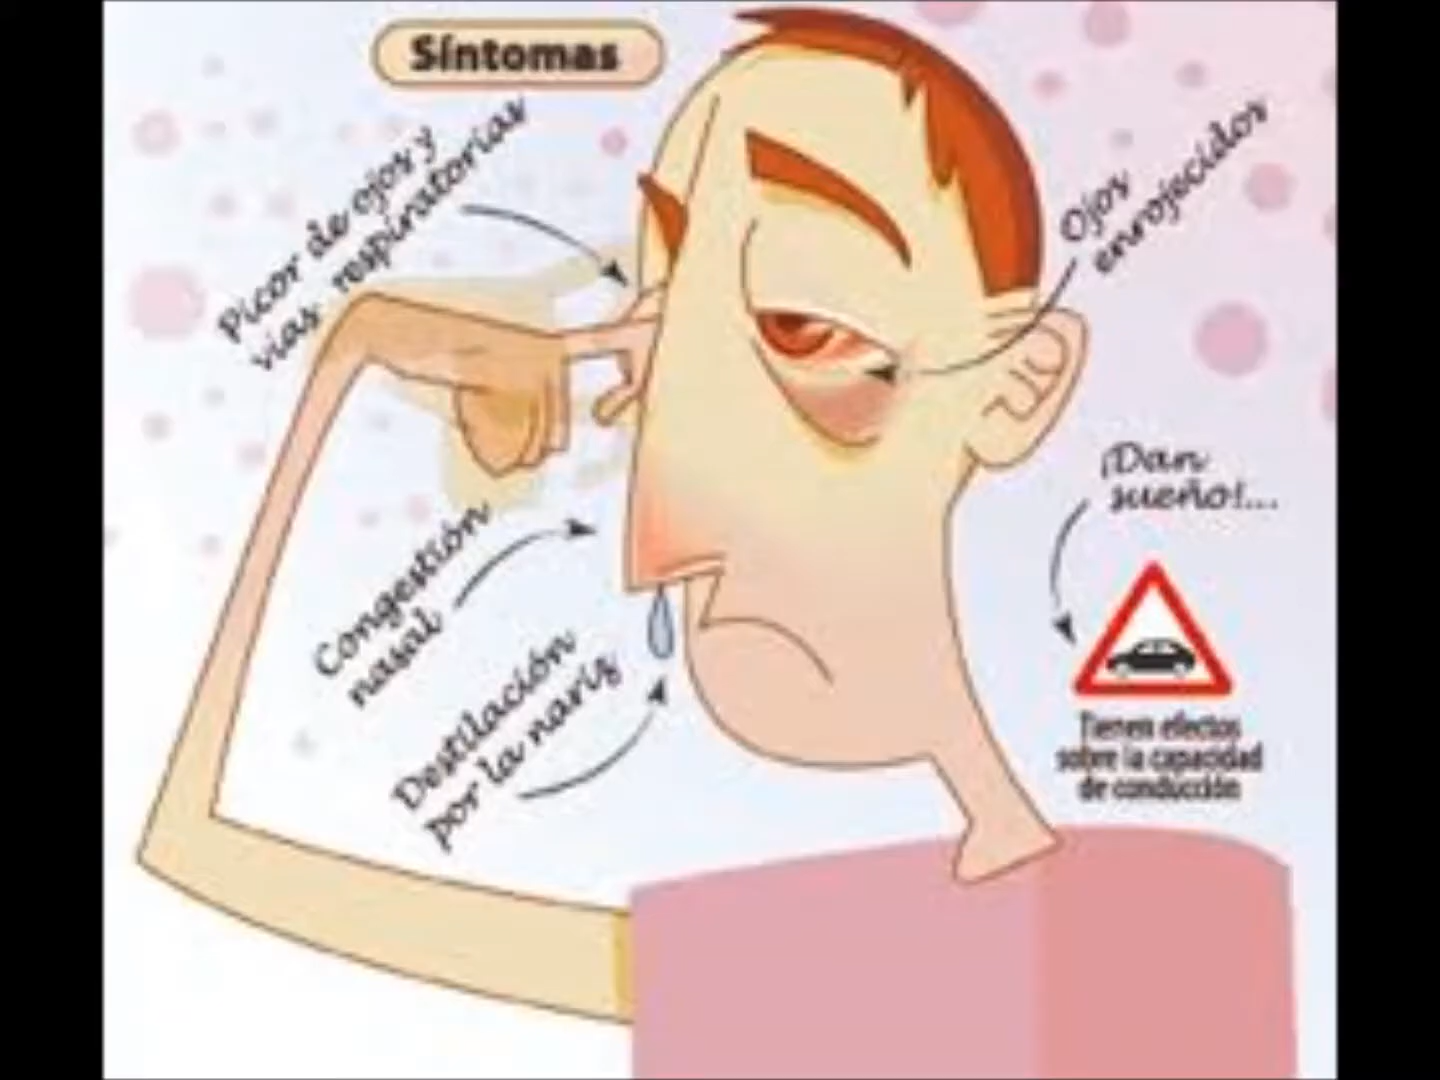 Síntomas
Picor de ojos y
vías respiratorias
Ojos
enrojecidos
¡Dan
sueño!...
Congestión
nasal
Destilación
por la nariz
Tienen efectos
sobre la capacidad
de conducción